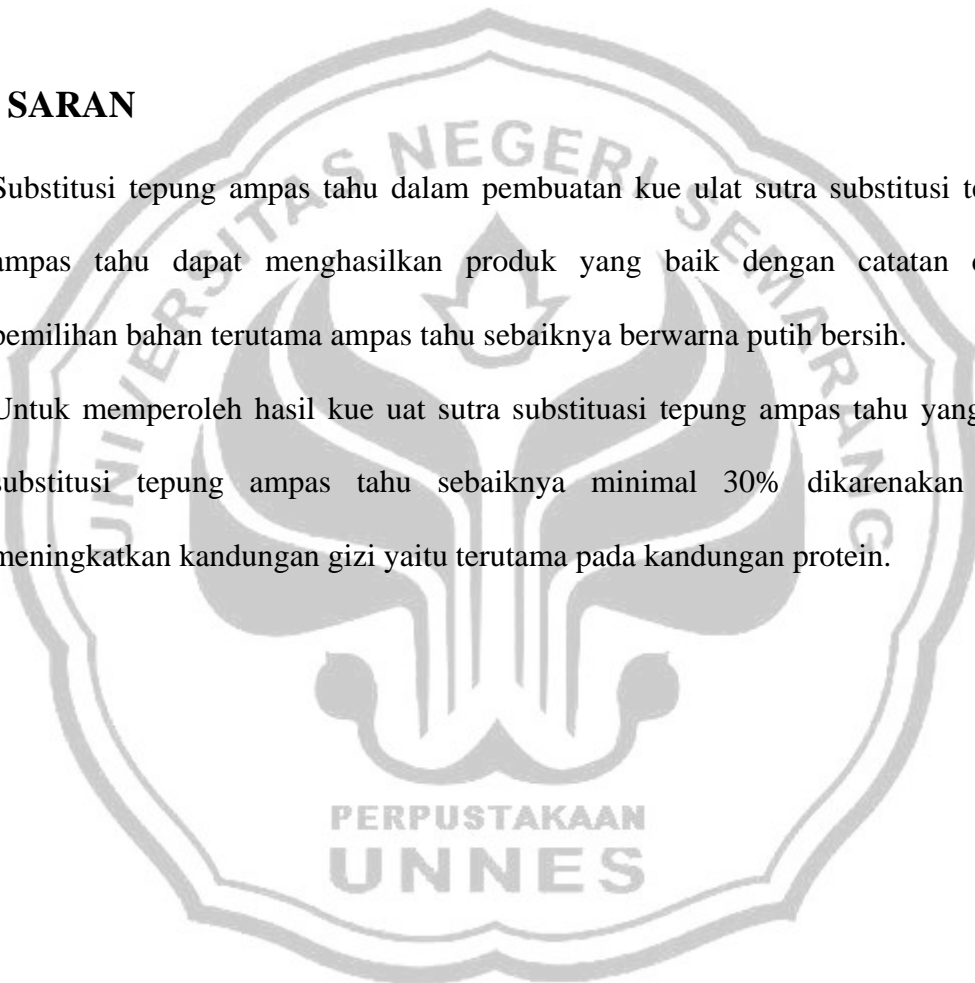 SARAN
Substitusi tepung ampas tahu dalam pembuatan kue ulat sutra substitusi
ampas tahu dapat menghasilkan produk yang baik dengan catatan
pemilihan bahan terutama ampas tahu sebaiknya berwarna putih bersih.
Untuk memperoleh hasil kue uat sutra substituasi tepung ampas tahu yang
substitusi tepung ampas tahu sebaiknya minimal 30% dikarenakan
meningkatkan kandungan gizi yaitu terutama pada kandungan protein.
UNIVERSITAS NEGERI SEMARANG
PERPUSTAKAAN
UNNES